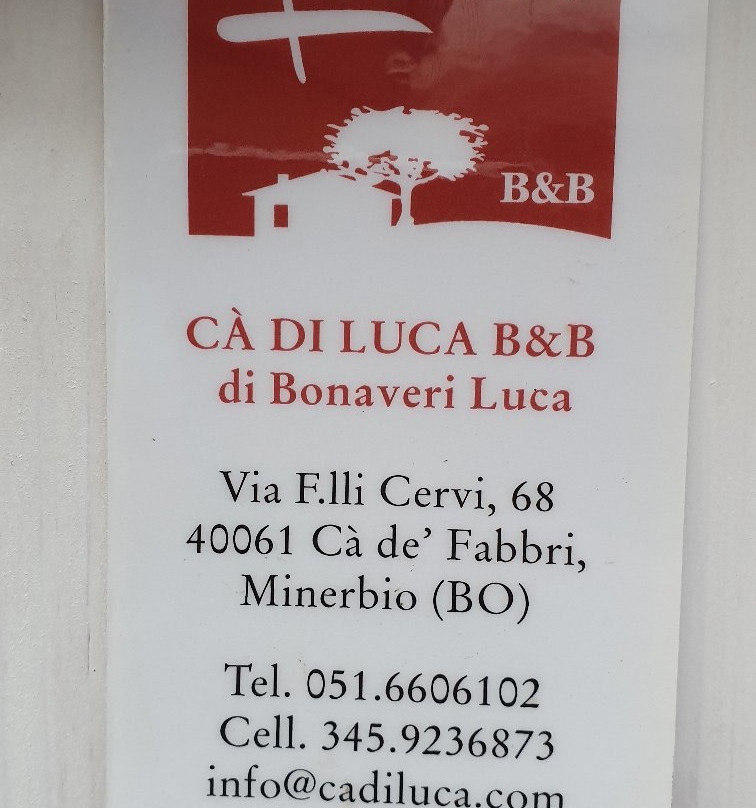 B&B
CÀ DI LUCA B&B
di Bonaveri Luca
Via F.lli Cervi, 68
40061 Cà de’ Fabbri,
Minerbio (BO)
Tel. 051.6606102
Cell. 345.9236873
info@cadiluca.com